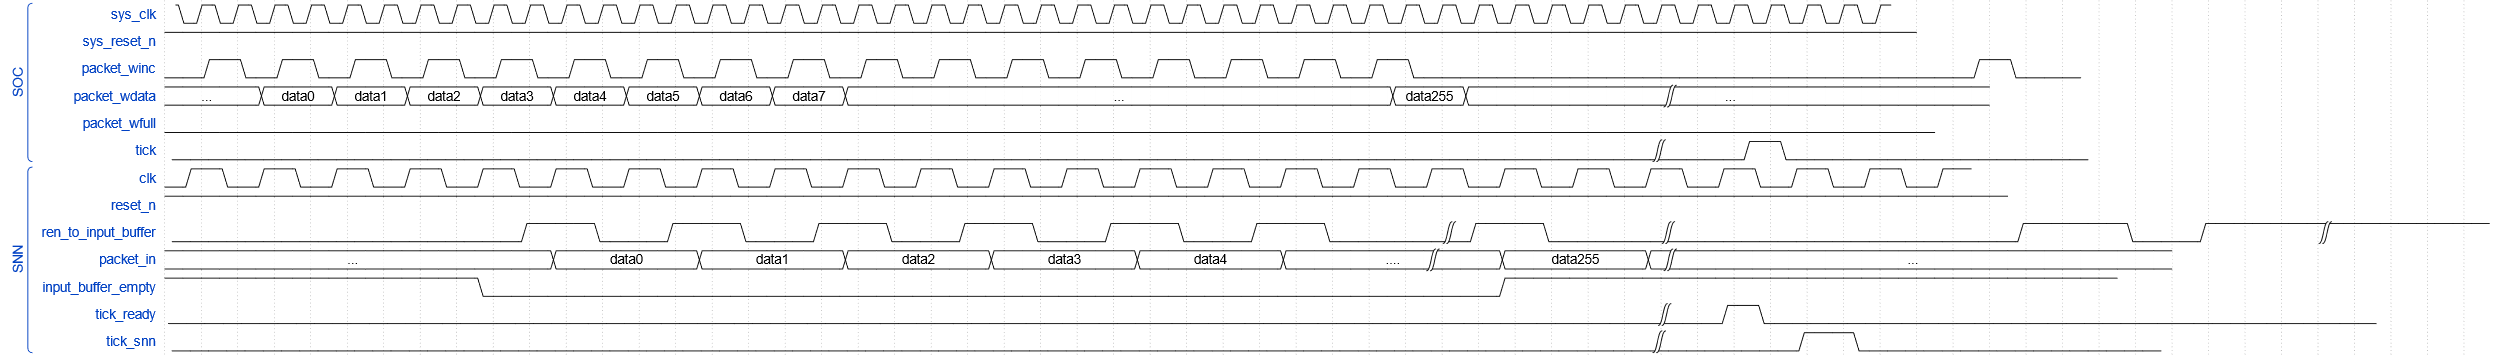 SOC
sys_clk
sys_reset_n
packet_winc
packet_wdata ... data0 data1 data2 data3 data4 data5 data6 data7 ... data255 ...
packet_wfull
tick
SNN
clk
reset_n
ren_to_input_buffer
packet_in ... data0 data1 data2 data3 data4 .... data255 ...
input_buffer_empty
tick_ready
tick_snn